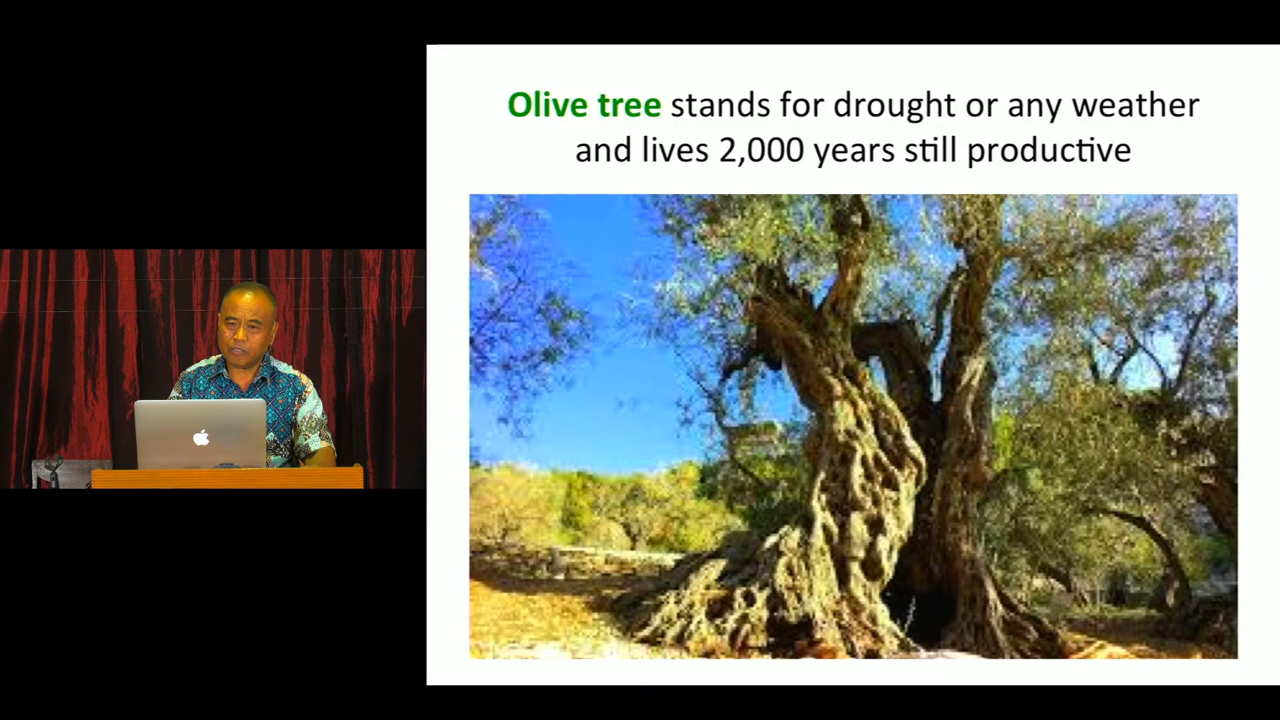 Olive tree stands for drought or any weather
and lives 2,000 years still productive